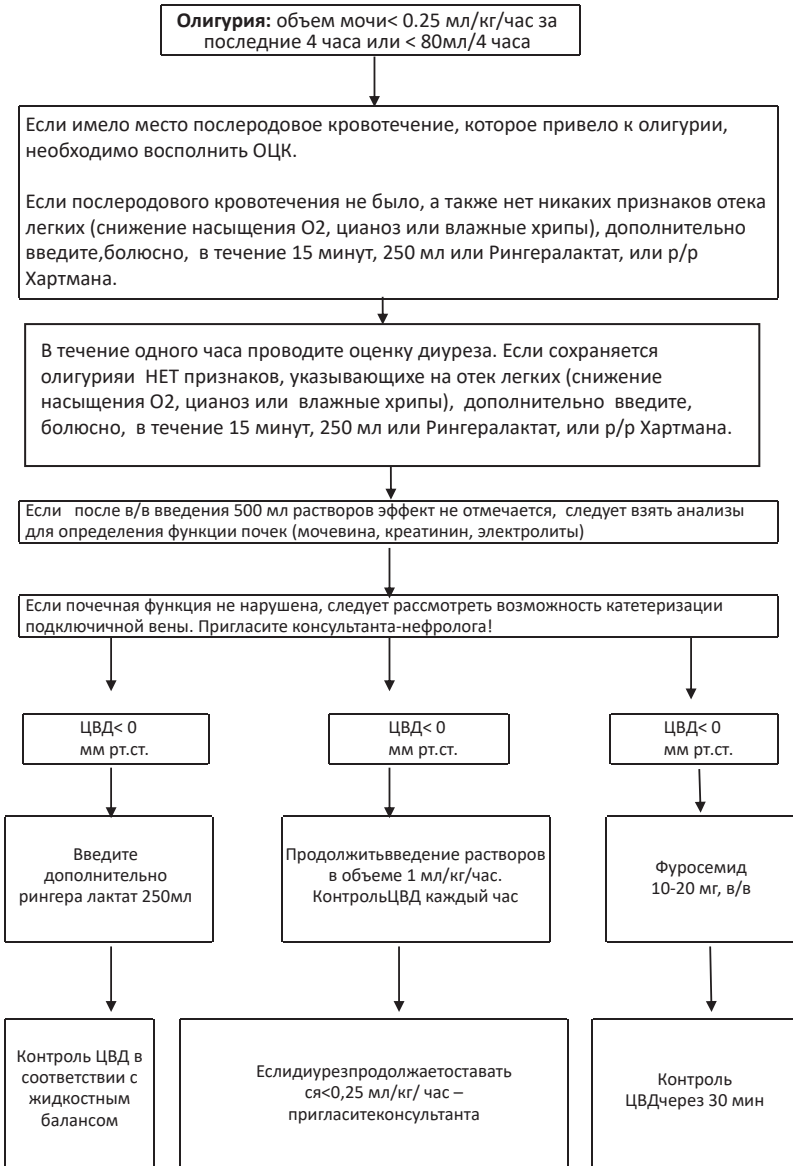 Олигурия: объем мочи< 0.25 мл/кг/час за
последние 4 часа или < 80мл/4 часа
Если имело место послеродовое кровотечение, которое привело к олигурии,
необходимо восполнить ОЦК.
Если послеродового кровотечения не было, а также нет никаких признаков отека
легких (снижение насыщения О2, цианоз или влажные хрипы), дополнительно
введите,болюсно, в течение 15 минут, 250 мл или Рингералактат, или р/р
Хартмана.
В течение одного часа проводите оценку диуреза. Если сохраняется
олигурияи НЕТ признаков, указывающихе на отек легких (снижение
насыщения О2, цианоз или влажные хрипы), дополнительно введите,
болюсно, в течение 15 минут, 250 мл или Рингералактат, или р/р Хартмана.
Если после в/в введения 500 мл растворов эффект не отмечается, следует взять анализы
для определения функции почек (мочевина, креатинин, электролиты)
Если почечная функция не нарушена, следует рассмотреть возможность катетеризации
подключичной вены. Пригласите консультанта-нефролога!
ЦВД< 0
мм рт.ст.
ЦВД< 0
мм рт.ст.
ЦВД< 0
мм рт.ст.
Введите
дополнительно
рингера лактат 250мл
Продолжитьвведение растворов
в объеме 1 мл/кг/час.
КонтрольЦВД каждый час
Фуросемид
10-20 мг, в/в
Контроль ЦВД в
соответствии с
жидкостным
балансом
Еслидиурезпродолжаетоставать
ся<0,25 мл/кг/ час –
пригласитеконсультанта
Контроль
ЦВДчерез 30 мин